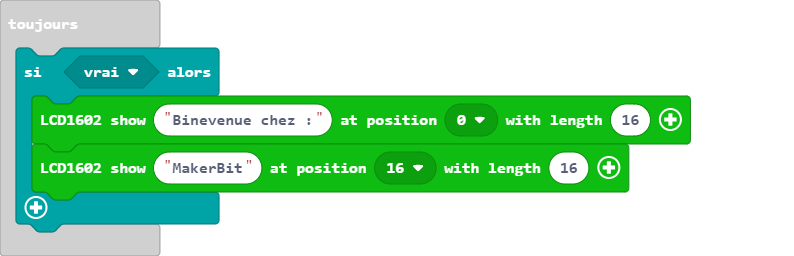 toujours
si vrai alors
LCD1602 show "Binevenue chez :" at position 0 with length 16
LCD1602 show "MakerBit" at position 16 with length 16